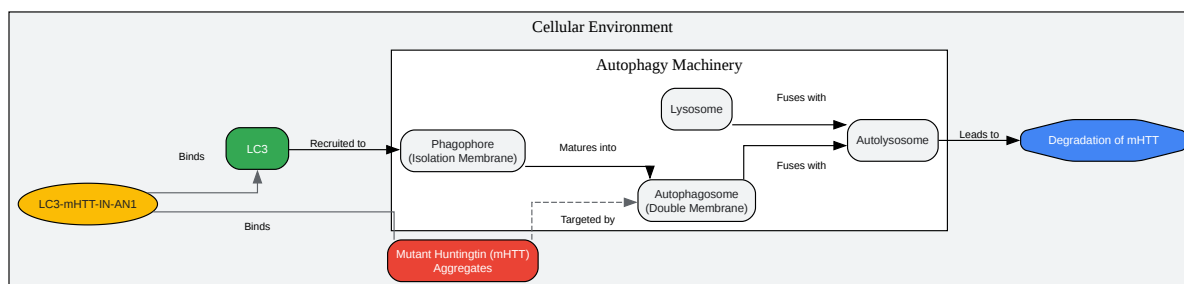 Cellular Environment
Autophagy Machinery
Lysosome
Fuses with
LC3
Recruited to
Phagophore
(Isolation Membrane)
Matures into
Autolysosome
Leads to
Degradation of mHTT
Binds
Fuses with
LC3-mHTT-IN-AN1
Autophagosome
(Double Membrane)
Binds
Targeted by
Mutant Huntingtin (mHTT)
Aggregates